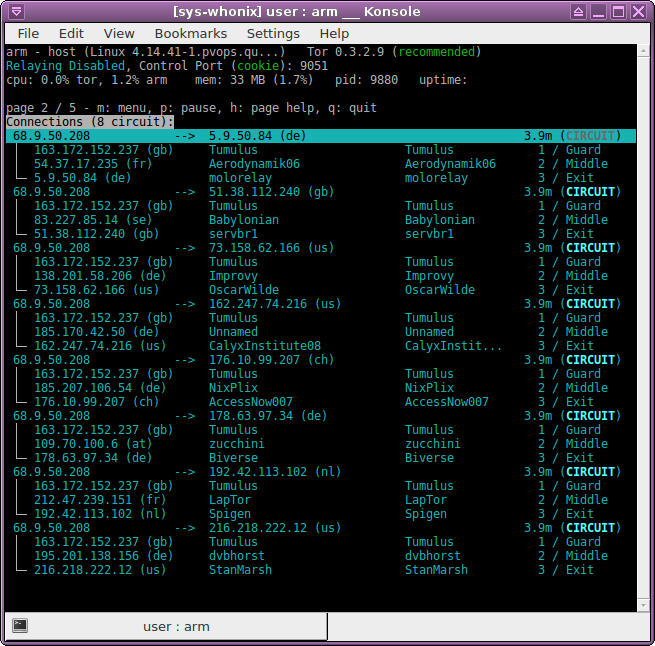 [sys-whonix] user : arm __ Konsole
File Edit View Bookmarks Settings Help
arm - host (Linux 4.14.41-1.pvops.qu...) Tor 0.3.2.9 (recommended)
Relaying Disabled, Control Port (cookie): 9051
cpu: 0.0% tor, 1.2% arm mem: 33 MB (1.7%) pid: 9880 uptime:
page 2 / 5 - m: menu, p: pause, h: page help, q: quit
Connections (8 circuit):
68.9.50.208 --> 5.9.50.84 (de) 3.9m (CIRCUIT)
163.172.152.237 (gb) Tumulus Tumulus 1 / Guard
54.37.17.235 (fr) Aerodynamik06 Aerodynamik06 2 / Middle
5.9.50.84 (de) molorelay molorelay 3 / Exit
68.9.50.208 --> 51.38.112.240 (gb) 3.9m (CIRCUIT)
163.172.152.237 (gb) Tumulus Tumulus 1 / Guard
83.227.85.14 (se) Babylonian Babylonian 2 / Middle
51.38.112.240 (gb) servbr1 servbr1 3 / Exit
68.9.50.208 --> 73.158.62.166 (us) 3.9m (CIRCUIT)
163.172.152.237 (gb) Tumulus Tumulus 1 / Guard
138.201.58.206 (de) Improvy Improvy 2 / Middle
73.158.62.166 (us) OscarWilde OscarWilde 3 / Exit
68.9.50.208 --> 162.247.74.216 (us) 3.9m (CIRCUIT)
163.172.152.237 (gb) Tumulus Tumulus 1 / Guard
185.170.42.50 (de) Unnamed Unnamed 2 / Middle
162.247.74.216 (us) CalyxInstitute08 CalyxInstit... 3 / Exit
68.9.50.208 --> 176.10.99.207 (ch) 3.9m (CIRCUIT)
163.172.152.237 (gb) Tumulus Tumulus 1 / Guard
185.207.106.54 (de) NixPlix NixPlix 2 / Middle
176.10.99.207 (ch) AccessNow007 AccessNow007 3 / Exit
68.9.50.208 --> 178.63.97.34 (de) 3.9m (CIRCUIT)
163.172.152.237 (gb) Tumulus Tumulus 1 / Guard
109.70.100.6 (at) zucchini zucchini 2 / Middle
178.63.97.34 (de) Biverse Biverse 3 / Exit
68.9.50.208 --> 192.42.113.102 (nl) 3.9m (CIRCUIT)
163.172.152.237 (gb) Tumulus Tumulus 1 / Guard
212.47.239.151 (fr) LapTor LapTor 2 / Middle
192.42.113.102 (nl) Spigen Spigen 3 / Exit
68.9.50.208 --> 216.218.222.12 (us) 3.9m (CIRCUIT)
163.172.152.237 (gb) Tumulus Tumulus 1 / Guard
195.201.138.156 (de) dvbhorst dvbhorst 2 / Middle
216.218.222.12 (us) StanMarsh StanMarsh 3 / Exit
user : arm